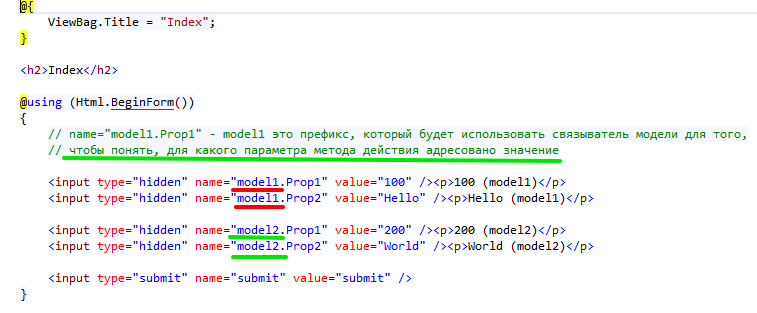 @{
ViewBag.Title = "Index";
}
<h2>Index</h2>
@using (Html.BeginForm())
{
// name="model1.Prop1" - model1 это префикс, который будет использовать связыватель модели для того,
// чтобы понять, для какого параметра метода действия адресовано значение
<input type="hidden" name="model1.Prop1" value="100" /><p>100 (model1)</p>
<input type="hidden" name="model1.Prop2" value="Hello" /><p>Hello (model1)</p>
<input type="hidden" name="model2.Prop1" value="200" /><p>200 (model2)</p>
<input type="hidden" name="model2.Prop2" value="World" /><p>World (model2)</p>
<input type="submit" name="submit" value="submit" />
}